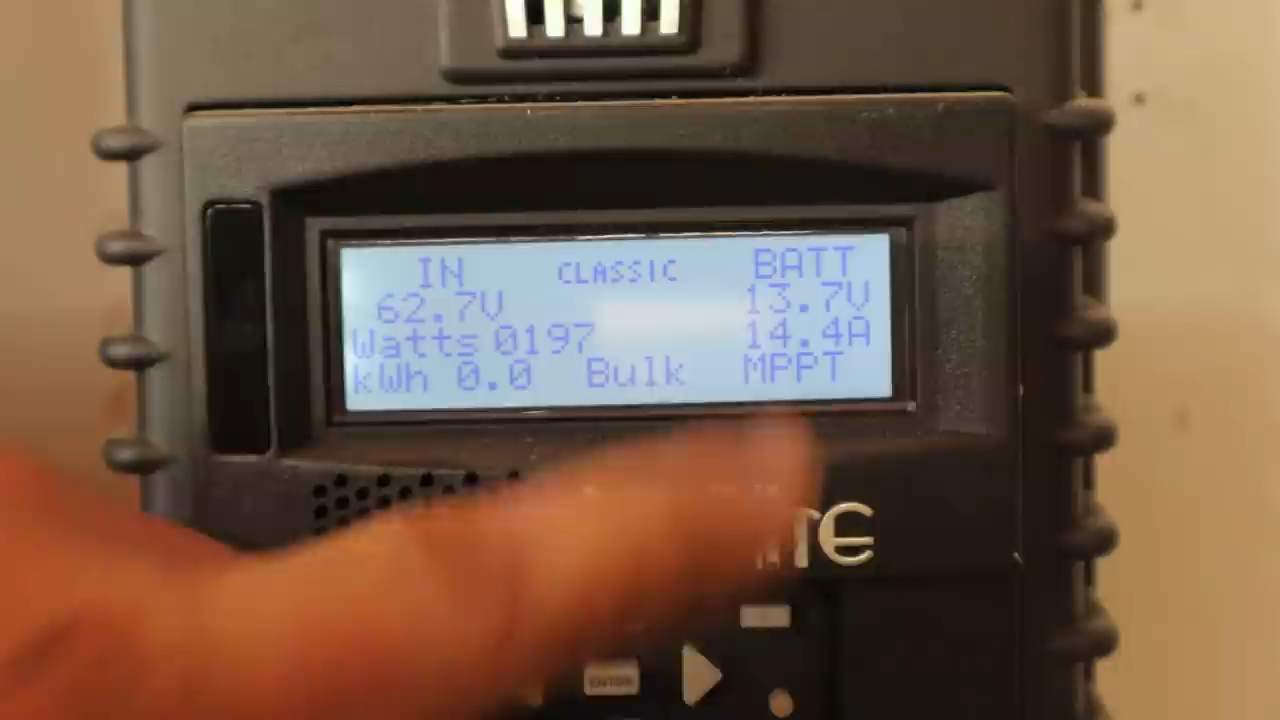 IN CLASSIC BATT
62.7V 13.7V
Watts 0197 14.4A
kWh 0.0 Bulk MPPT
ENTER